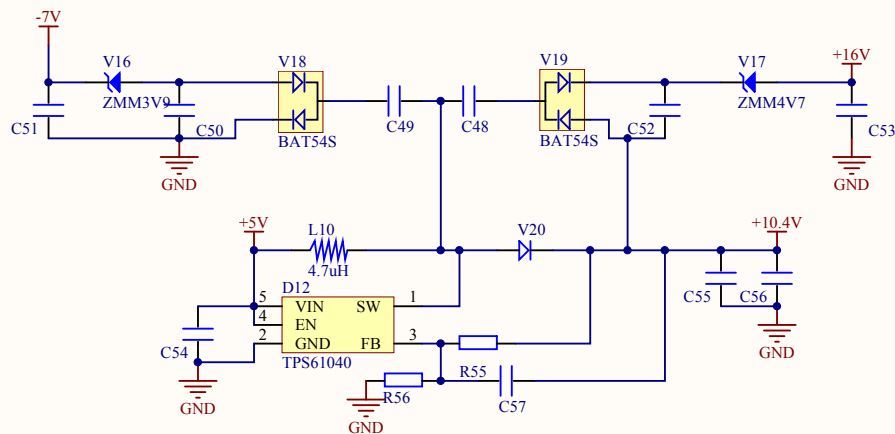 -7V
V16
V18
V19
V17
+16V
ZMM3V9
ZMM4V7
C51
C50
C49
C48
C52
C53
BAT54S
BAT54S
GND
GND
+5V
L10
V20
+10.4V
4.7uH
D12
5
VIN
SW
1
4
EN
2
GND
FB
3
C54
TPS61040
C55
C56
GND
R55
R56
C57
GND
GND